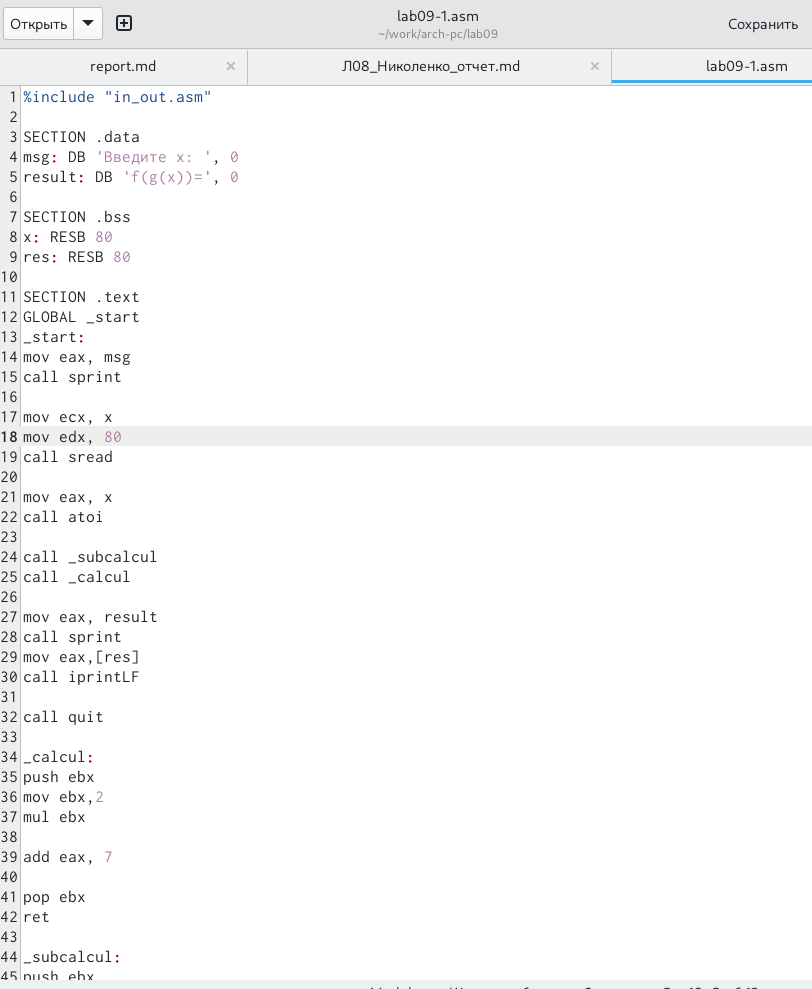 Открыть
lab09-1.asm
~/work/arch-pc/lab09
Сохранить
report.md
Л08_Николенко_отчет.md
lab09-1.asm
1 %include "in_out.asm"
2
3 SECTION .data
4 msg: DB 'Введите x: ', 0
5 result: DB 'f(g(x))=', 0
6
7 SECTION .bss
8 x: RESB 80
9 res: RESB 80
10
11 SECTION .text
12 GLOBAL _start
13 _start:
14 mov eax, msg
15 call sprint
16
17 mov ecx, x
18 mov edx, 80
19 call sread
20
21 mov eax, x
22 call atoi
23
24 call _subcalcul
25 call _calcul
26
27 mov eax, result
28 call sprint
29 mov eax,[res]
30 call iprintLF
31
32 call quit
33
34 _calcul:
35 push ebx
36 mov ebx,2
37 mul ebx
38
39 add eax, 7
40
41 pop ebx
42 ret
43
44 _subcalcul:
45 push ebx